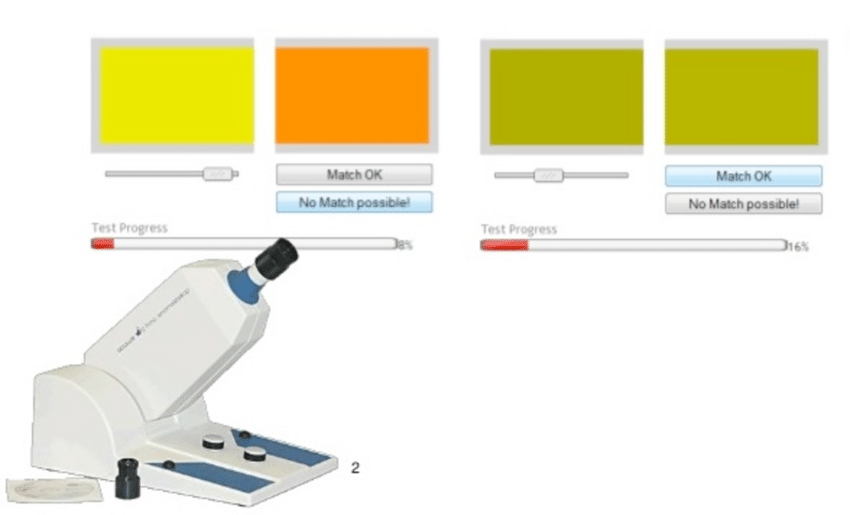 Match OK
No Match possible!
Test Progress
8%
Match OK
No Match possible!
Test Progress
16%
2